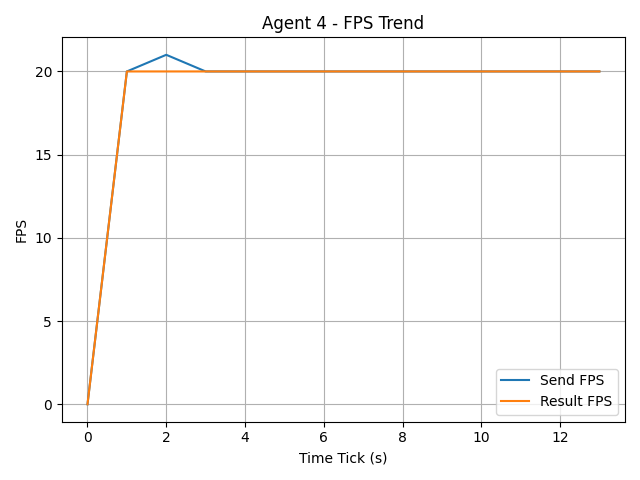 Agent 4 - FPS Trend
FPS
20
15
10
5
0
0 2 4 6 8 10 12
Time Tick (s)
Send FPS
Result FPS